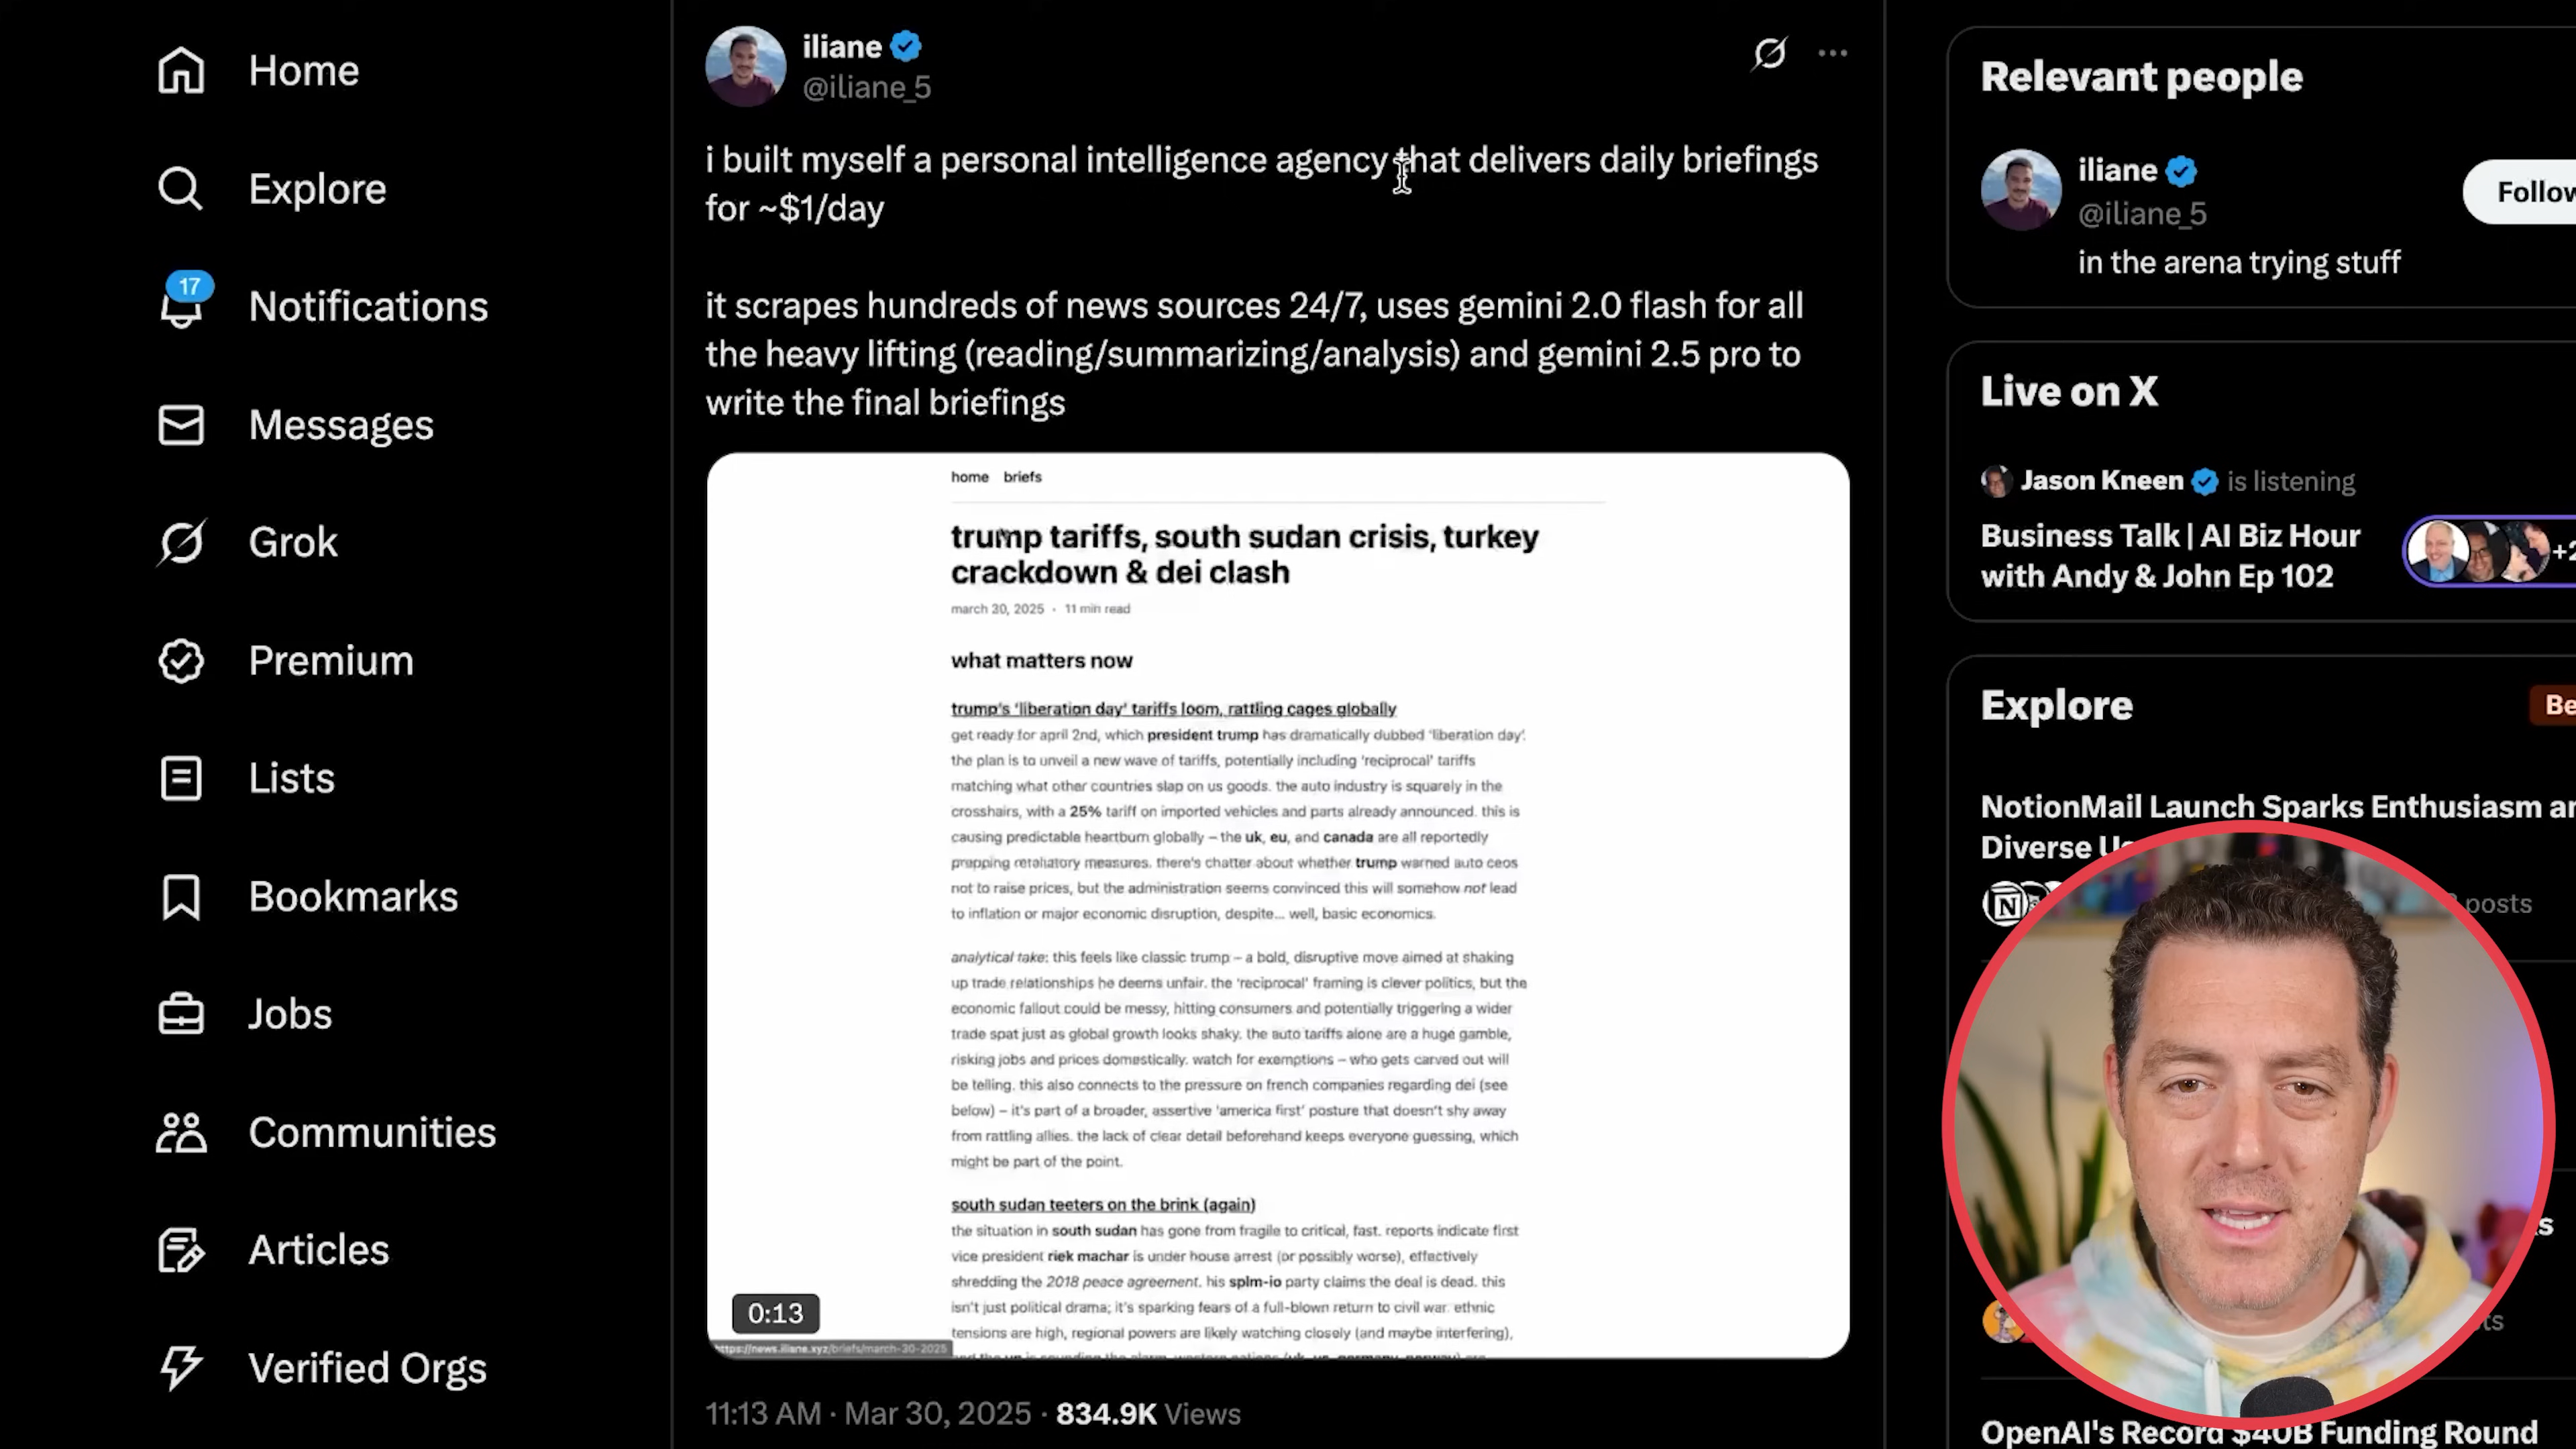 Home
Explore
17
Notifications
Messages
Grok
Premium
Lists
Bookmarks
Jobs
Communities
Articles
Verified Orgs
iliane
@iliane_5
i built myself a personal intelligence agency that delivers daily briefings
for ~$1/day
it scrapes hundreds of news sources 24/7, uses gemini 2.0 flash for all
the heavy lifting (reading/summarizing/analysis) and gemini 2.5 pro to
write the final briefings
home briefs
trump tariffs, south sudan crisis, turkey
crackdown & dei clash
march 30, 2025 · 11 min read
what matters now
trump's 'liberation day' tariffs loom, rattling cages globally
get ready for april 2nd, which president trump has dramatically dubbed 'liberation day'.
the plan is to unveil a new wave of tariffs, potentially including 'reciprocal' tariffs
matching what other countries slap on us goods. the auto industry is squarely in the
crosshairs, with a 25% tariff on imported vehicles and parts already announced. this is
causing predictable heartburn globally – the uk, eu, and canada are all reportedly
prepping retaliatory measures. there's chatter about whether trump warned auto ceos
not to raise prices, but the administration seems convinced this will somehow not lead
to inflation or major economic disruption, despite... well, basic economics.
analytical take: this feels like classic trump – a bold, disruptive move aimed at shaking
up trade relationships he deems unfair. the 'reciprocal' framing is clever politics, but the
economic fallout could be messy, hitting consumers and potentially triggering a wider
trade spat just as global growth looks shaky. the auto tariffs alone are a huge gamble,
risking jobs and prices domestically. watch for exemptions – who gets carved out will
be telling. this also connects to the pressure on french companies regarding dei (see
below) – it's part of a broader, assertive 'america first' posture that doesn't shy away
from rattling allies. the lack of clear detail beforehand keeps everyone guessing, which
might be part of the point.
south sudan teeters on the brink (again)
the situation in south sudan has gone from fragile to critical, fast. reports indicate first
vice president riek machar is under house arrest (or possibly worse), effectively
shredding the 2018 peace agreement. his splm-io party claims the deal is dead. this
isn't just political drama; it's sparking fears of a full-blown return to civil war. ethnic
tensions are high, regional powers are likely watching closely (and maybe interfering),
0:13
https://news.iliane.xyz/briefs/march-30-2025
11:13 AM · Mar 30, 2025 · 834.9K Views
Relevant people
iliane
@iliane_5
Follow
in the arena trying stuff
Live on X
Jason Kneen is listening
Business Talk | AI Biz Hour
with Andy & John Ep 102
Explore
Be
NotionMail Launch Sparks Enthusiasm
Diverse
posts
OpenAI's Record $40B Funding Round